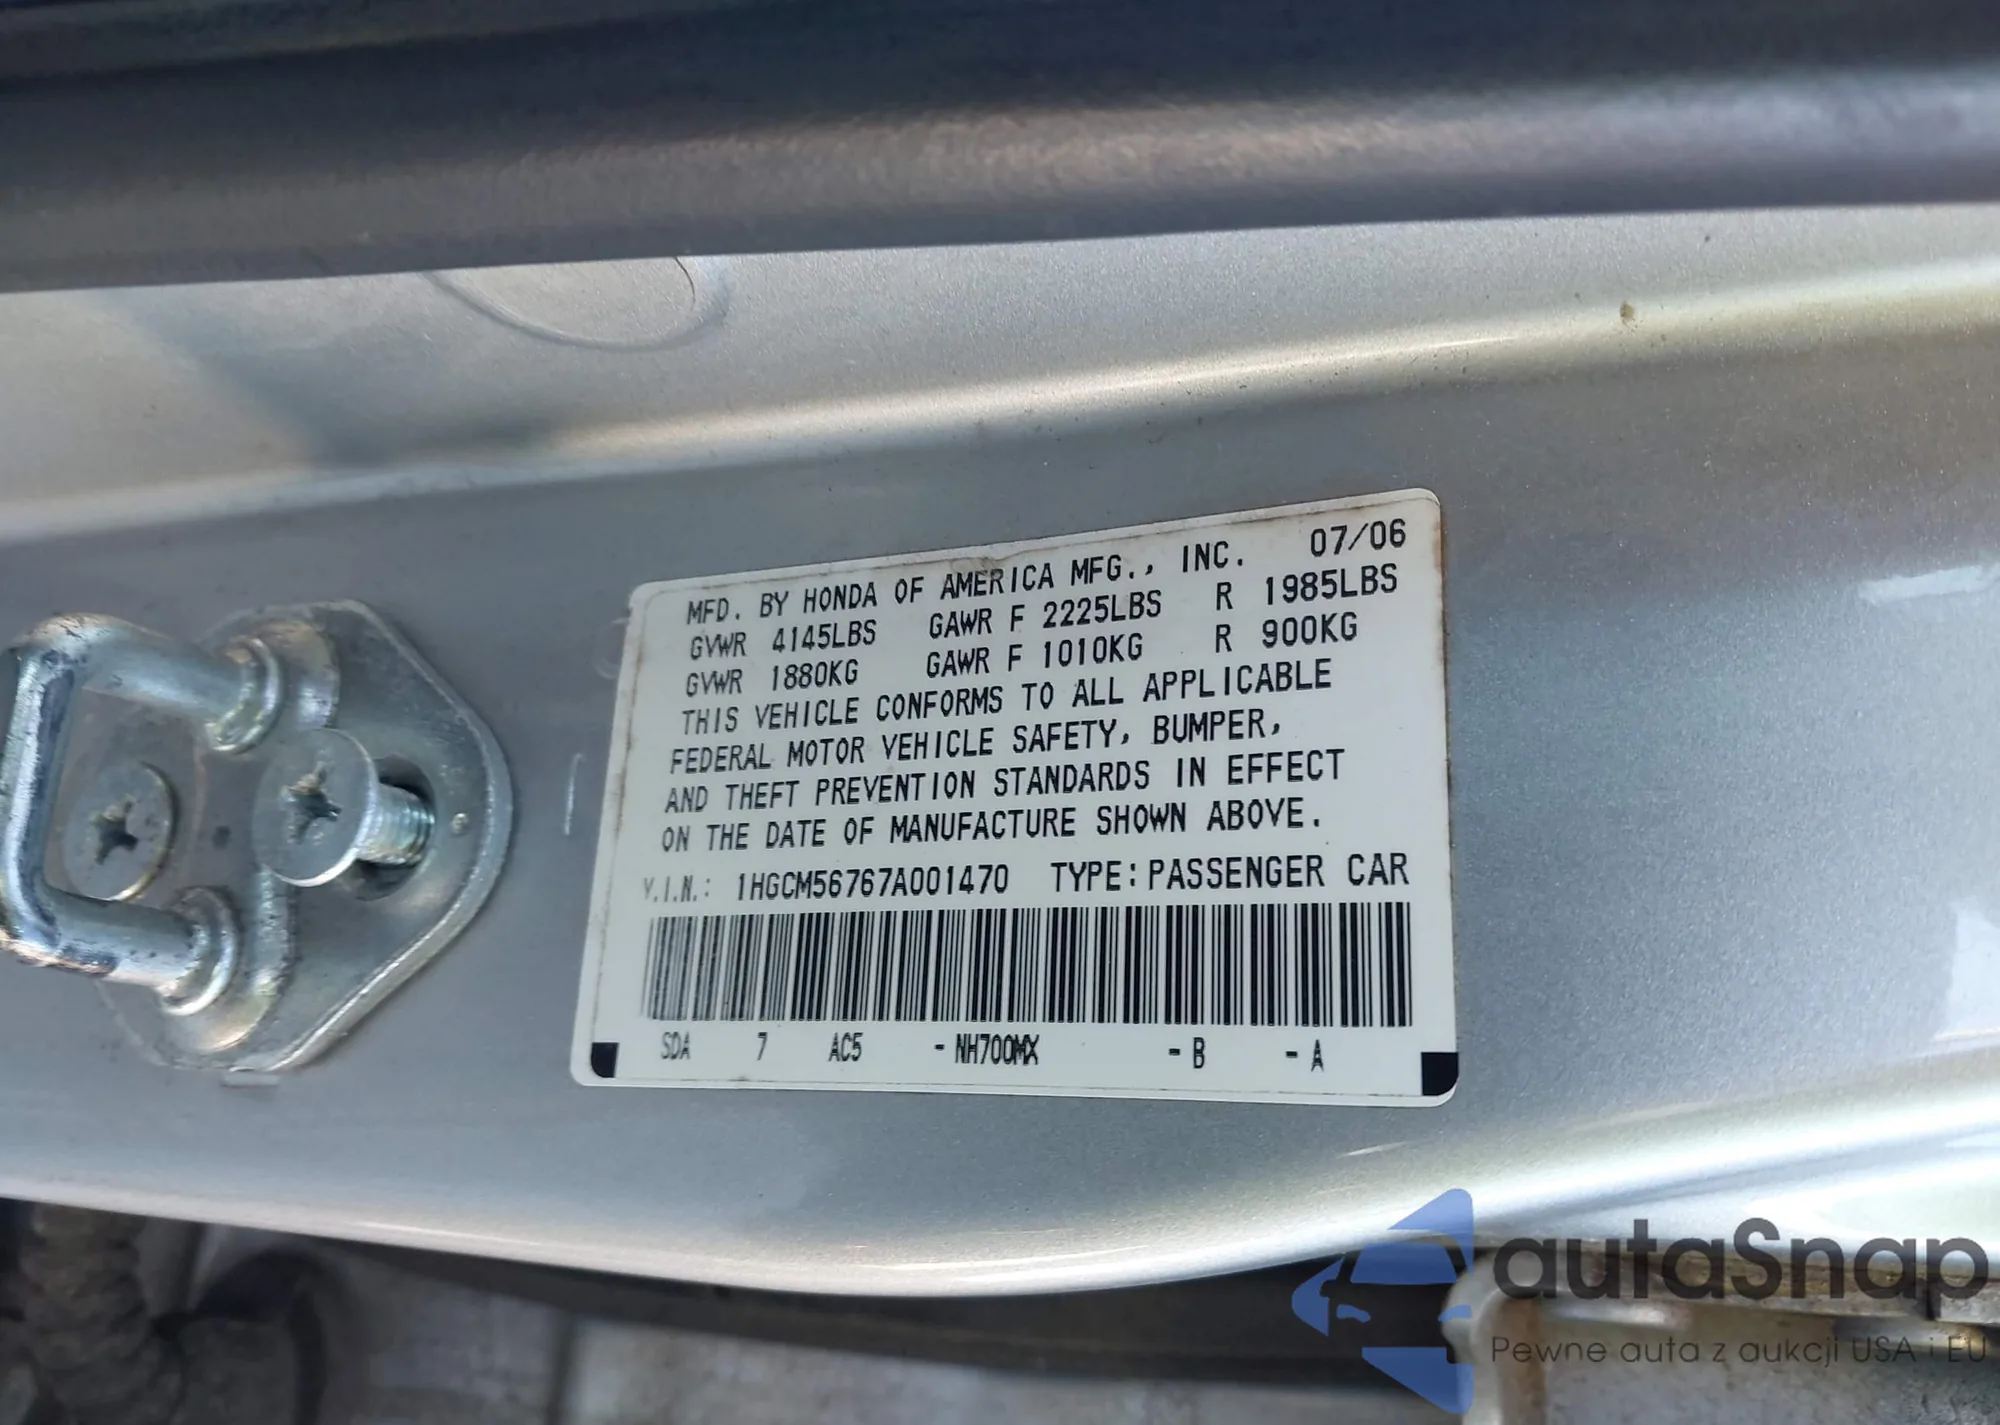 MFD. BY HONDA OF AMERICA MFG., INC. 07/06
GVWR 4145LBS GAWR F 2225LBS R 1985LBS
GVWR 1880KG GAWR F 1010KG R 900KG
THIS VEHICLE CONFORMS TO ALL APPLICABLE
FEDERAL MOTOR VEHICLE SAFETY, BUMPER,
AND THEFT PREVENTION STANDARDS IN EFFECT
ON THE DATE OF MANUFACTURE SHOWN ABOVE.
V.I.N.: 1HGCM56767A001470 TYPE: PASSENGER CAR
SDA 7 AC5 -NH700MX -B -A
autaSnap
Pewne auta z aukcji USA i EU